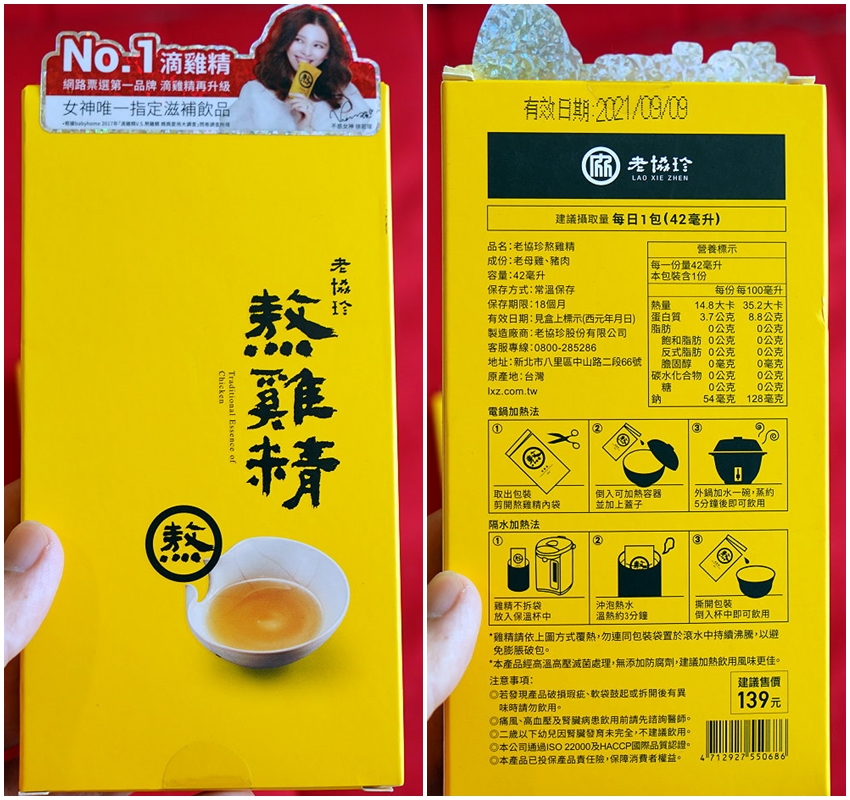 No.1滴雞精
網路票選第一品牌 滴雞精再升級
女神唯一指定滋補飲品
老協珍
熬雞精
Traditional Essence of
Chicken
熬
有效日期:2021/09/09
老協珍
LAO XIE ZHEN
建議攝取量 每日1包(42毫升)
品名:老協珍熬雞精
成份:老母雞、豬肉
容量:42毫升
保存方式:常溫保存
保存期限:18個月
有效日期:見盒上標示(西元年月日)
製造廠商:老協珍股份有限公司
客服專線:0800-285286
地址:新北市八里區中山路二段66號
原產地:台灣
lxz.com.tw
營養標示
每一份量42毫升
本包裝含1份
每份 每100毫升
熱量 14.8大卡 35.2大卡
蛋白質 3.7公克 8.8公克
脂肪 0公克 0公克
飽和脂肪 0公克 0公克
反式脂肪 0公克 0公克
膽固醇 0毫克 0毫克
碳水化合物 0公克 0公克
糖 0公克 0公克
鈉 54毫克 128毫克
電鍋加熱法
① 取出包裝
剪開熬雞精內袋
② 倒入可加熱容器
並加上蓋子
③ 外鍋加水一碗,蒸約
5分鐘後即可飲用
隔水加熱法
① 雞精不拆袋
放入保溫杯中
② 沖泡熱水
溫熱約3分鐘
③ 撕開包裝
倒入杯中即可飲用
*雞精請依上圖方式覆熱,勿連同包裝袋置於滾水中持續沸騰,以避
免膨脹破包。
*本產品經高溫高壓滅菌處理,無添加防腐劑,建議加熱飲用風味更佳。
注意事項:
◎若發現產品破損瑕疵、軟袋鼓起或拆開後有異
味時請勿飲用。
◎痛風、高血壓及腎臟病患飲用前請先諮詢醫師。
◎二歲以下幼兒因腎臟發育未完全,不建議飲用。
◎本公司通過ISO 22000及HACCP國際品質認證。
◎本產品已投保產品責任險,保障消費者權益。
建議售價
139元
4 712927 550686